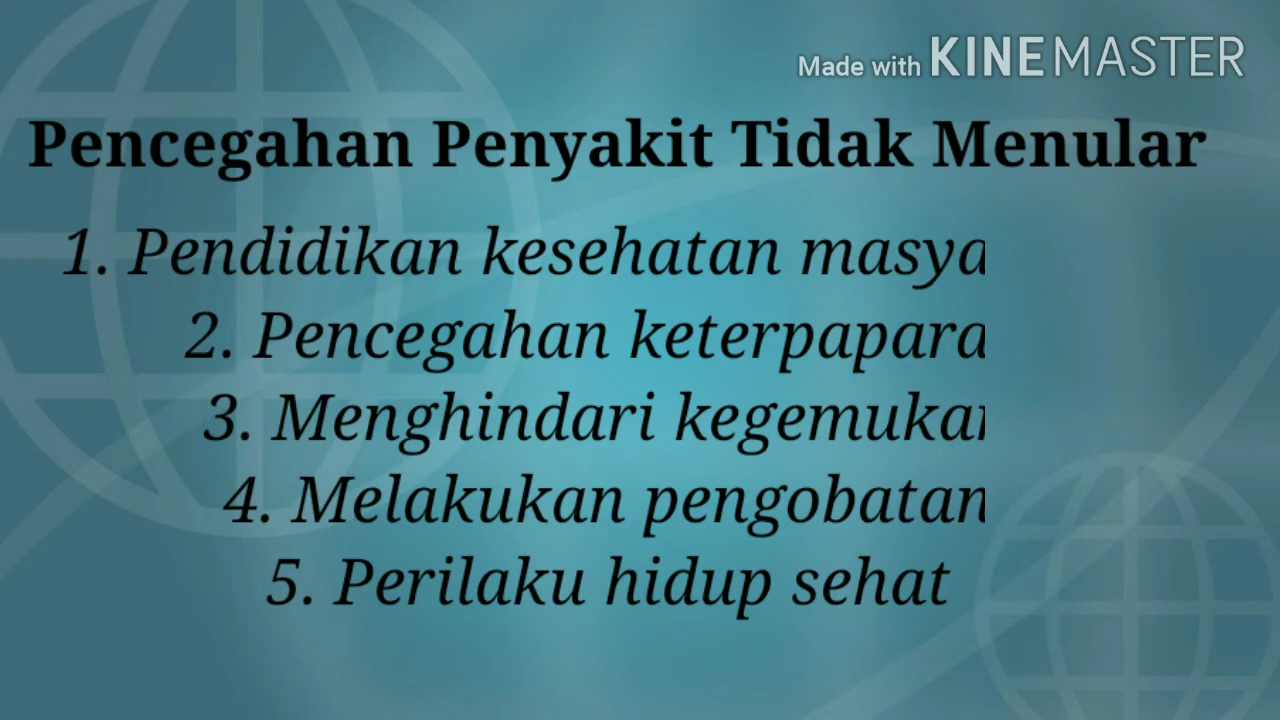 Made with KINEMASTER
Pencegahan Penyakit Tidak Menular
1. Pendidikan kesehatan masya
2. Pencegahan keterpapara
3. Menghindari kegemuka
4. Melakukan pengobatan
5. Perilaku hidup sehat